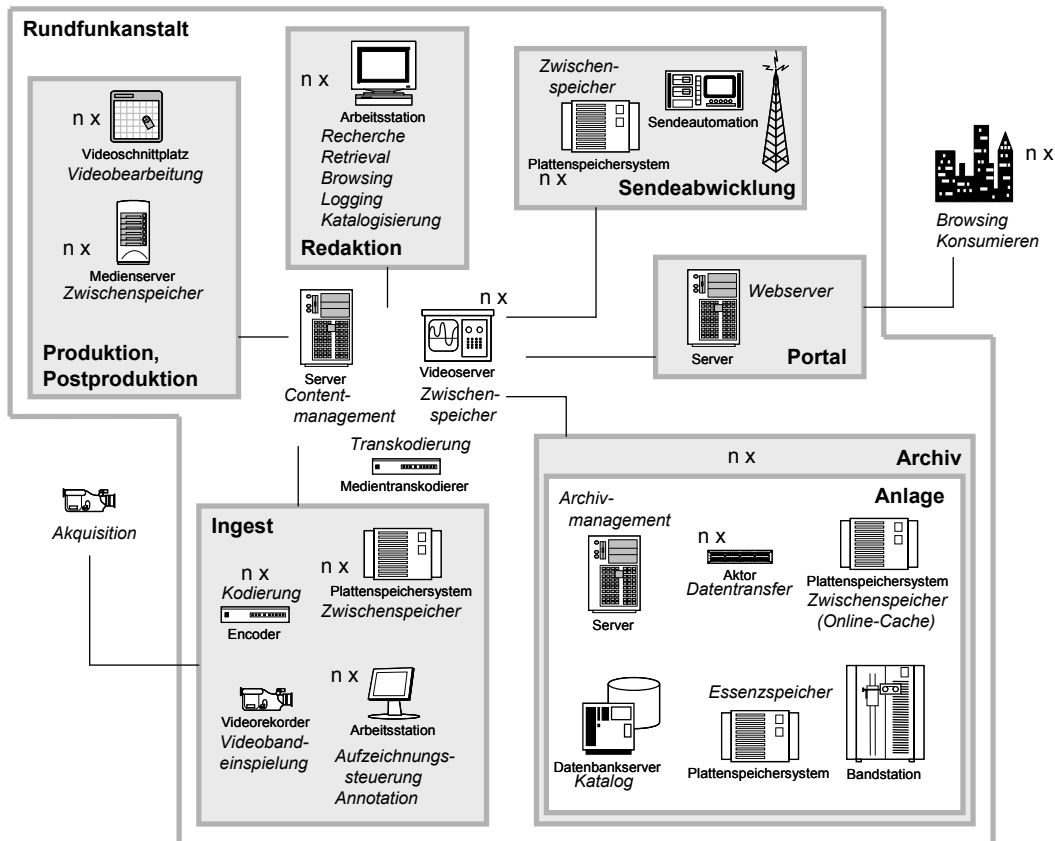 Rundfunkanstalt
n x
Videoschnittplatz
Videobearbeitung
n x
Medienserver
Zwischenspeicher
Produktion,
Postproduktion
n x
Arbeitsstation
Recherche
Retrieval
Browsing
Logging
Katalogisierung
Redaktion
Zwischen-
speicher
Plattenspeichersystem
n x
Sendeautomation
Sendeabwicklung
n x
Browsing
Konsumieren
Webserver
Server
Portal
Server
Content-
management
n x
Videoserver
Zwischen-
speicher
Transkodierung
Medientranskodierer
Akquisition
Ingest
n x
Kodierung
Encoder
n x
Plattenspeichersystem
Zwischenspeicher
Videorekorder
Videoband-
einspielung
n x
Arbeitsstation
Aufzeichnungs-
steuerung
Annotation
n x
Archiv
Anlage
Archiv-
management
Server
n x
Aktor
Datentransfer
Plattenspeichersystem
Zwischenspeicher
(Online-Cache)
Datenbankserver
Katalog
Essenzspeicher
Plattenspeichersystem
Bandstation